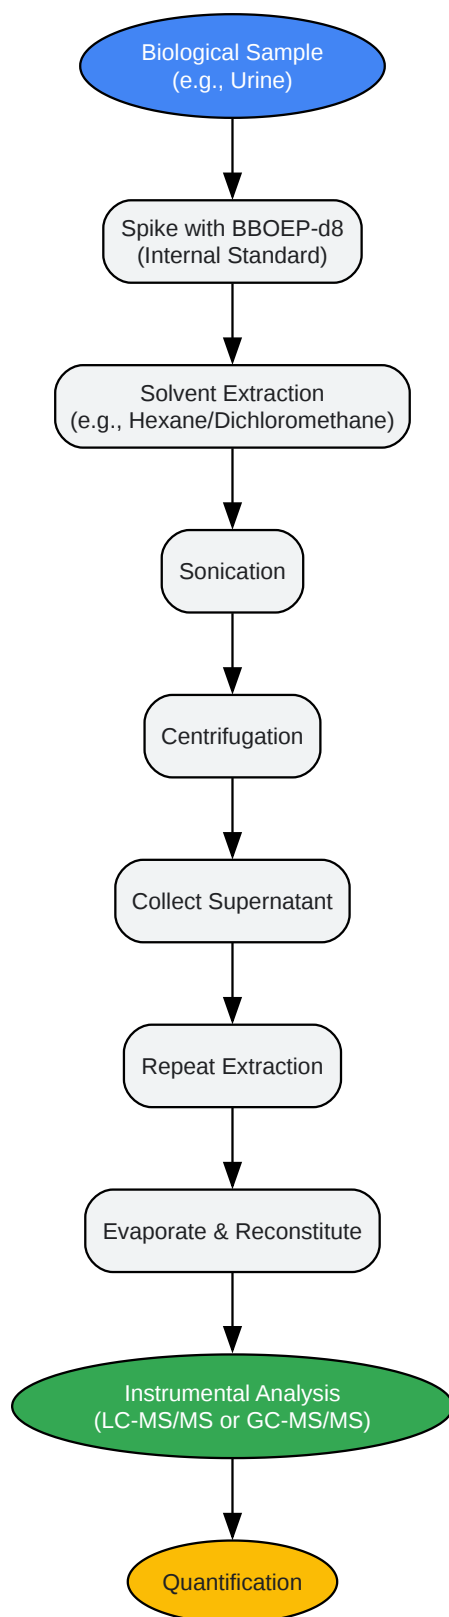 Biological Sample
(e.g., Urine)
Spike with BBOEP-d8
(Internal Standard)
Solvent Extraction
(e.g., Hexane/Dichloromethane)
Sonication
Centrifugation
Collect Supernatant
Repeat Extraction
Evaporate & Reconstitute
Instrumental Analysis
(LC-MS/MS or GC-MS/MS)
Quantification